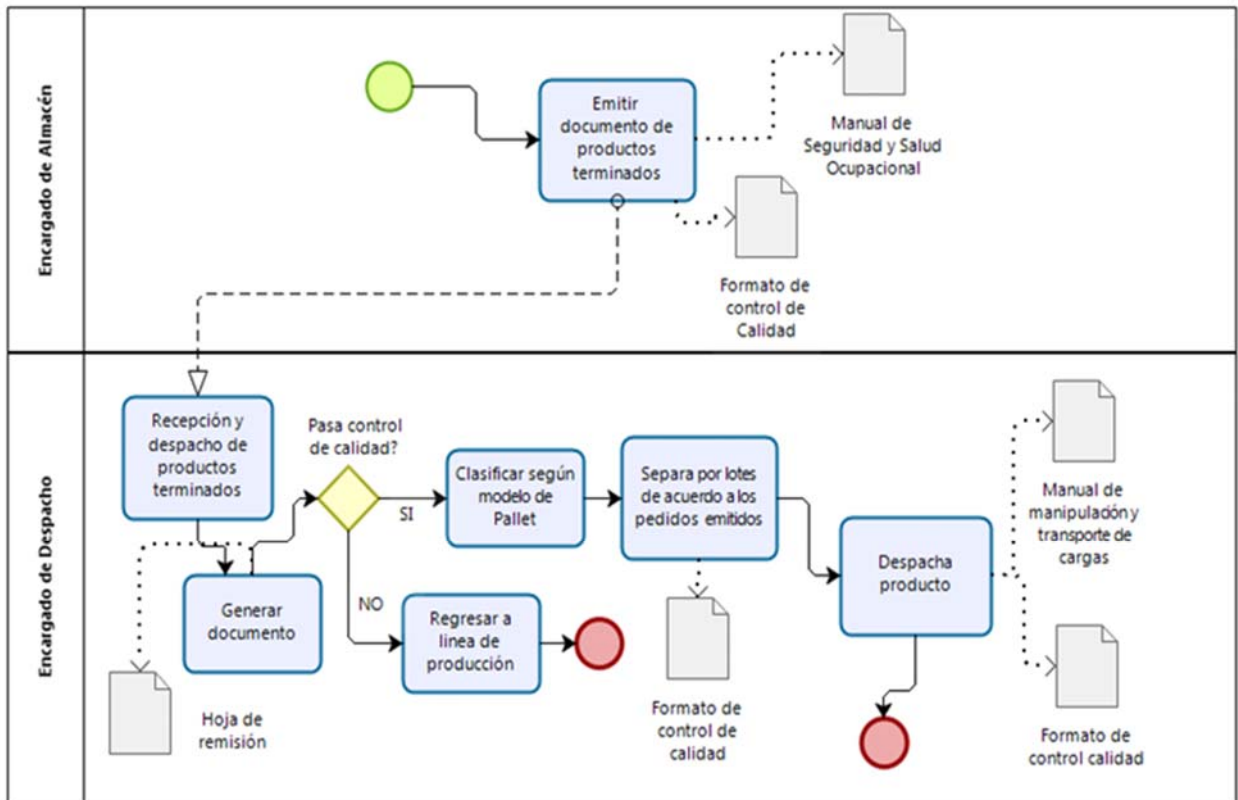 Encargado de Almacén
Emitir
documento de
productos
terminados
Manual de
Seguridad y Salud
Ocupacional
Formato de
control de
Calidad
Encargado de Despacho
Recepción y
despacho de
productos
terminados
Pasa control
de calidad?
SI
NO
Clasificar según
modelo de
Pallet
Separa por lotes
de acuerdo a los
pedidos emitidos
Despacha
producto
Manual de
manipulación y
transporte de
cargas
Generar
documento
Regresar a
linea de
producción
Hoja de
remisión
Formato de
control de
calidad
Formato de
control calidad